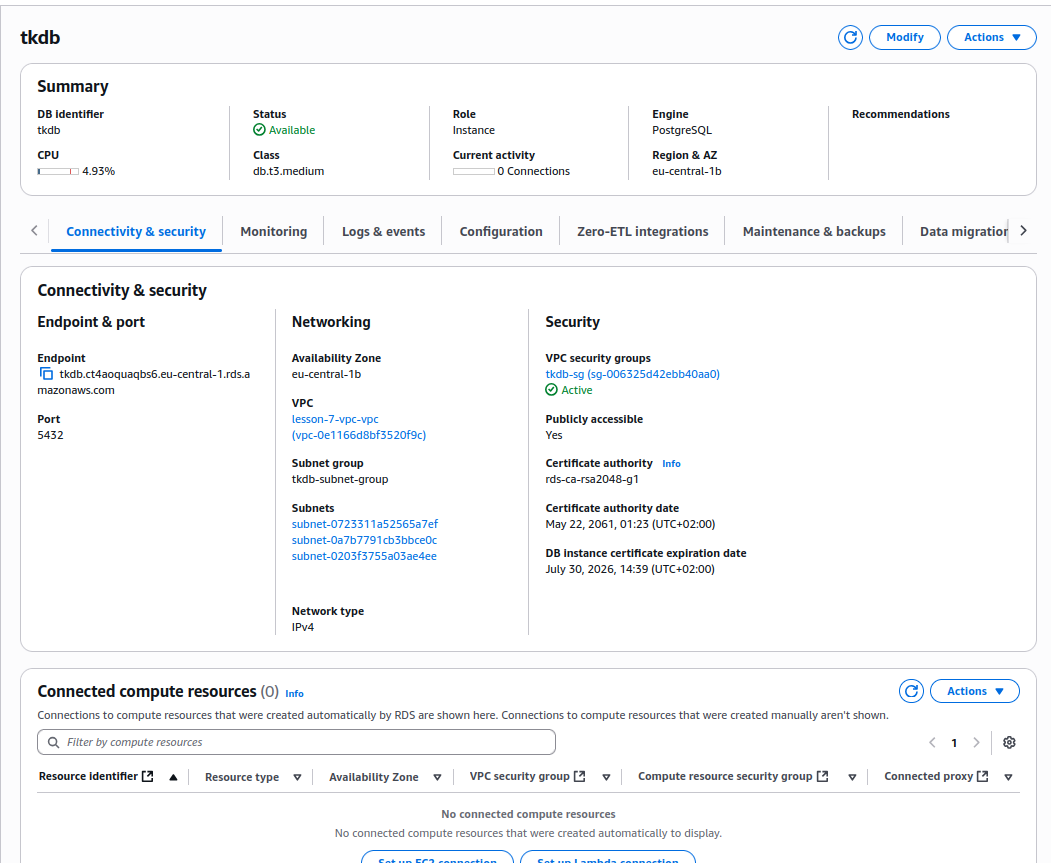 tkdb
Modify
Actions
Summary
DB identifier
tkdb
Status
Available
Role
Instance
Engine
PostgreSQL
Recommendations
CPU
4.93%
Class
db.t3.medium
Current activity
0 Connections
Region & AZ
eu-central-1b
Connectivity & security
Monitoring
Logs & events
Configuration
Zero-ETL integrations
Maintenance & backups
Data migration
Connectivity & security
Endpoint & port
Endpoint
tkdb.ct4aoquaqbs6.eu-central-1.rds.a
mazonaws.com
Port
5432
Networking
Availability Zone
eu-central-1b
VPC
lesson-7-vpc-vpc
(vpc-0e1166d8bf3520f9c)
Subnet group
tkdb-subnet-group
Subnets
subnet-0723311a52565a7ef
subnet-0a7b7791cb3bbce0c
subnet-0203f3755a03ae4ee
Network type
IPv4
Security
VPC security groups
tkdb-sg (sg-006325d42ebb40aa0)
Active
Publicly accessible
Yes
Certificate authority Info
rds-ca-rsa2048-g1
Certificate authority date
May 22, 2061, 01:23 (UTC+02:00)
DB instance certificate expiration date
July 30, 2026, 14:39 (UTC+02:00)
Connected compute resources (0) Info
Actions
Connections to compute resources that were created automatically by RDS are shown here. Connections to compute resources that were created manually aren't shown.
Filter by compute resources
1
Resource identifier
Resource type
Availability Zone
VPC security group
Compute resource security group
Connected proxy
No connected compute resources
No connected compute resources that were created automatically to display.
Set up EC2 connection
Set up Lambda connection